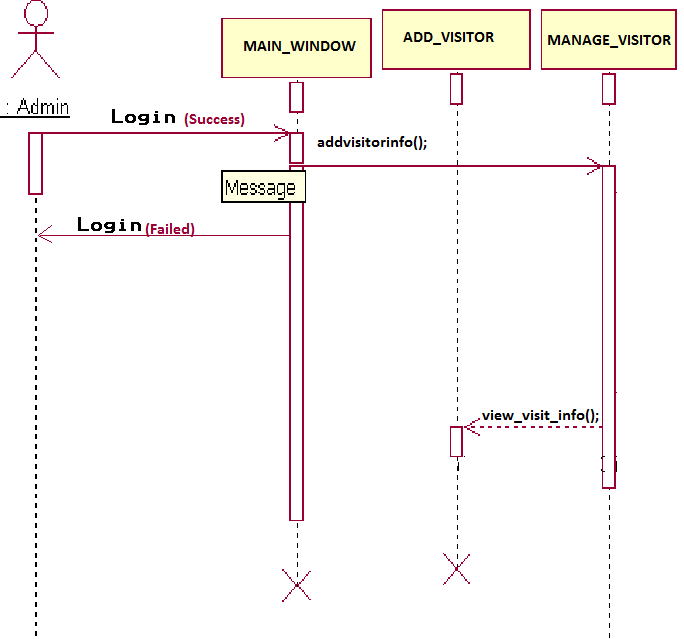 MAIN_WINDOW
ADD_VISITOR
MANAGE_VISITOR
: Admin
Login (Success)
addvisitorinfo();
Message
Login (Failed)
view_visit_info();